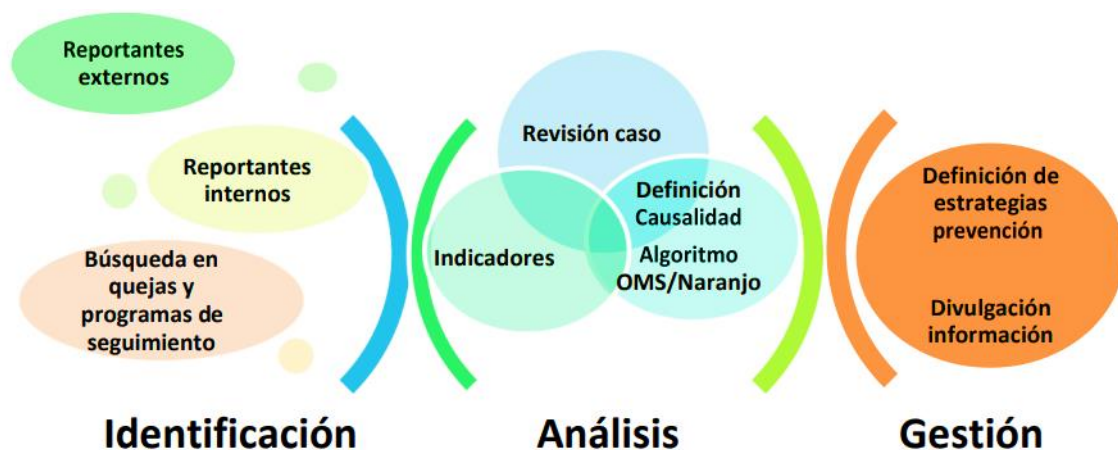 Reportantes
externos
Reportantes
internos
Búsqueda en
quejas y
programas de
seguimiento
Identificación
Revisión caso
Indicadores
Definición
Causalidad
Algoritmo
OMS/Naranjo
Análisis
Definición de
estrategias
prevención
Divulgación
información
Gestión